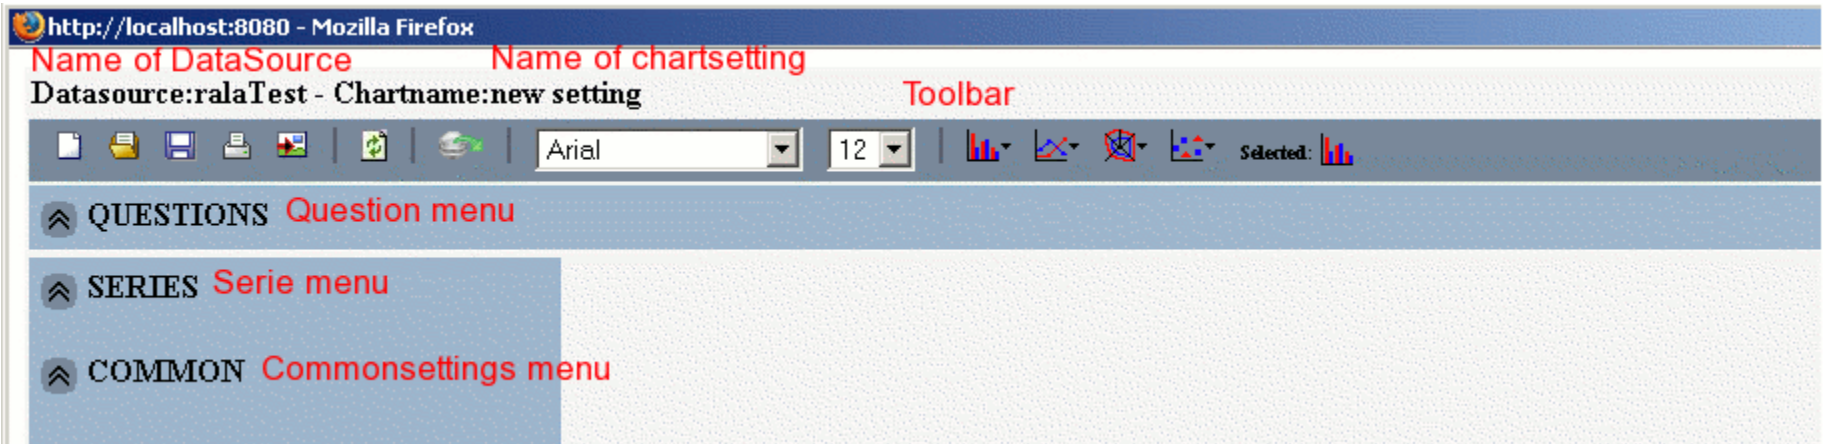 http://localhost:8080 - Mozilla Firefox
Name of DataSource Name of chartsetting
Datasource:ralaTest - Chartname:new setting Toolbar
Arial 12 Selected:
QUESTIONS Question menu
SERIES Serie menu
COMMON Commonsettings menu